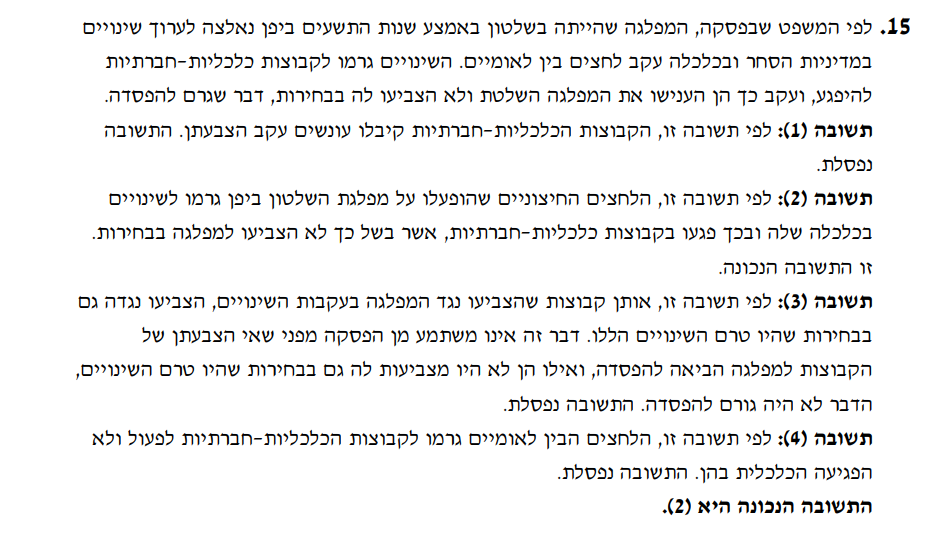 15. לפי המשפט שבפסקה, המפלגה שהייתה בשלטון באמצע שנות התשעים ביפן נאלצה לערוך שינויים
במדיניות הסחר ובכלכלה עקב לחצים בין לאומיים. השינויים גרמו לקבוצות כלכליות-חברתיות
להיפגע, ועקב כך הן הענישו את המפלגה השלטת ולא הצביעו לה בבחירות, דבר שגרם להפסדה.
תשובה (1): לפי תשובה זו, הקבוצות הכלכליות-חברתיות קיבלו עונשים עקב הצבעתן. התשובה
נפסלת.
תשובה (2): לפי תשובה זו, הלחצים החיצוניים שהופעלו על מפלגת השלטון ביפן גרמו לשינויים
בכלכלה שלה ובכך פגעו בקבוצות כלכליות-חברתיות, אשר בשל כך לא הצביעו למפלגה בבחירות.
זו התשובה הנכונה.
תשובה (3): לפי תשובה זו, אותן קבוצות שהצביעו נגד המפלגה בעקבות השינויים, הצביעו נגדה גם
בבחירות שהיו טרם השינויים הללו. דבר זה אינו משתמע מן הפסקה מפני שאי הצבעתן של
הקבוצות למפלגה הביאה להפסדה, ואילו הן לא היו מצביעות לה גם בבחירות שהיו טרם השינויים,
הדבר לא היה גורם להפסדה. התשובה נפסלת.
תשובה (4): לפי תשובה זו, הלחצים הבין לאומיים גרמו לקבוצות הכלכליות-חברתיות לפעול ולא
הפגיעה הכלכלית בהן. התשובה נפסלת.
התשובה הנכונה היא (2).